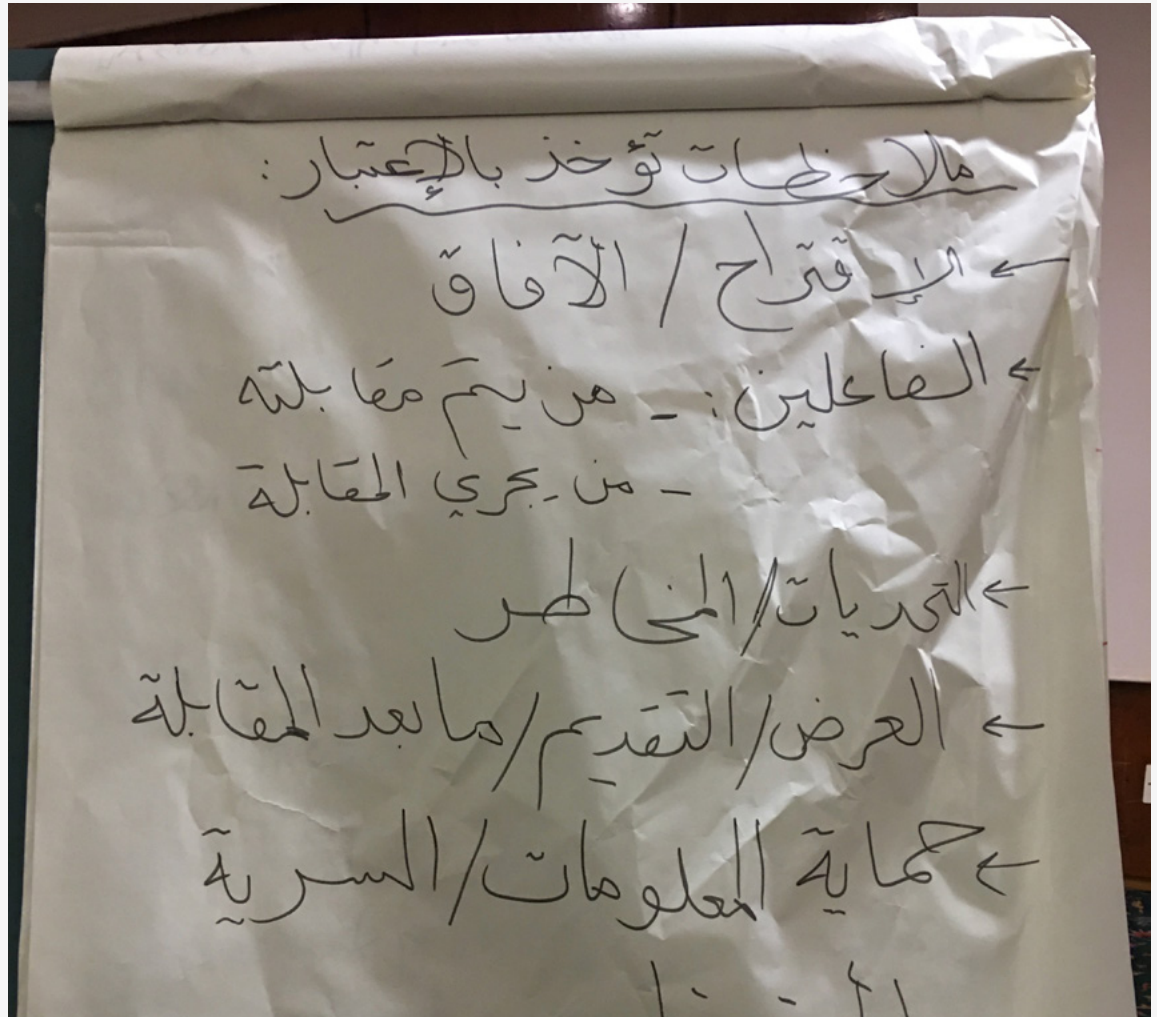 ملاحظات تؤخذ بالإعتبار:
← الإقتراح / الآفاق
← الفاعلين: - من يتم مقابلته
- من يجري المقابلة
← التحديات/المخاطر
← العرض/التقديم/ما بعد المقابلة
← حماية المعلومات/السرية